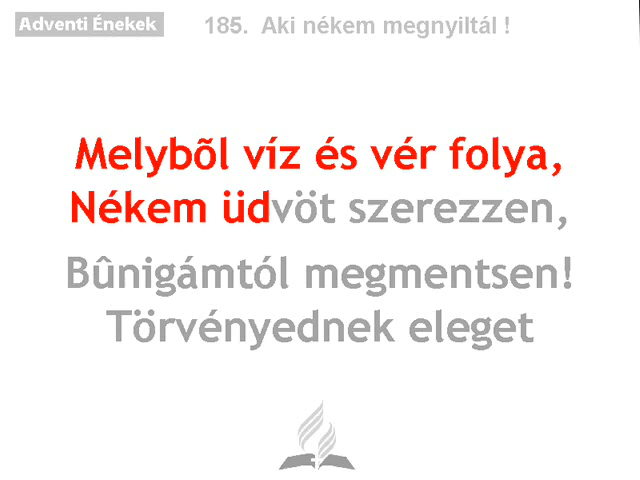 Adventi Énekek
185. Aki nékem megnyiltál !
Melybõl víz és vér folya,
Nékem üdvöt szerezzen,
Bûnigámtól megmentsen!
Törvényednek eleget